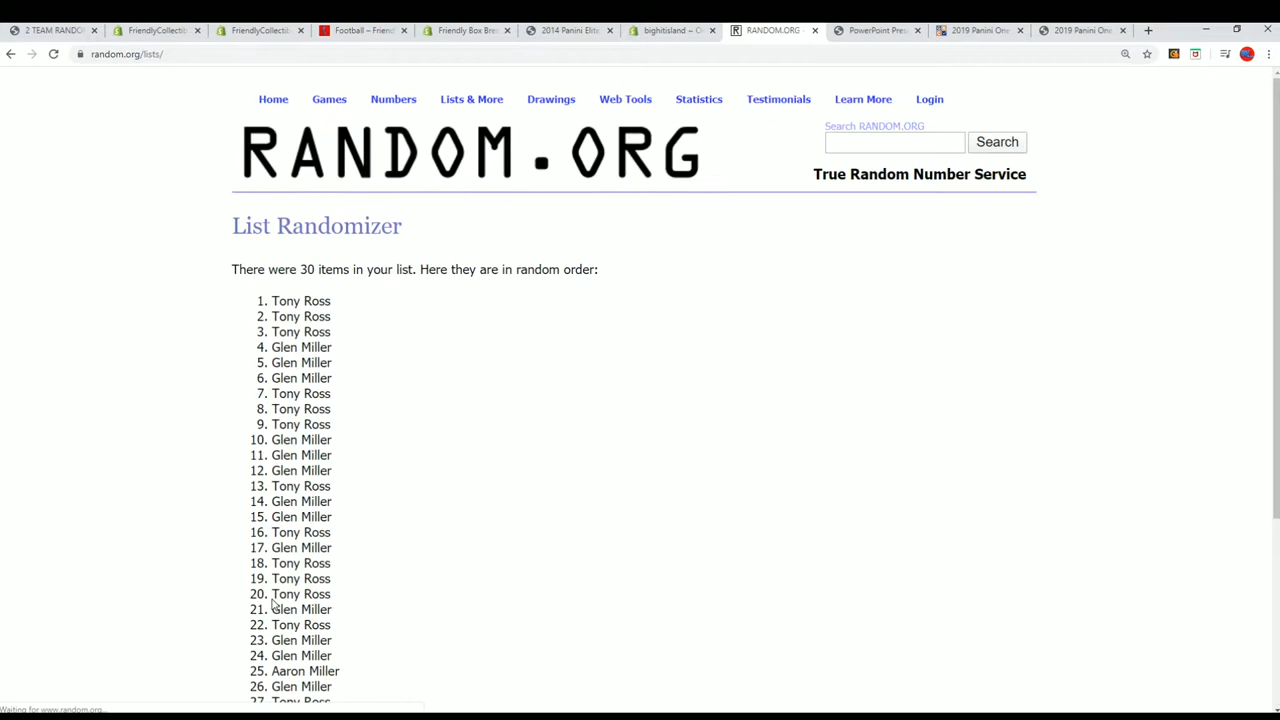 2 TEAM RANDO
FriendlyCollectib
FriendlyCollectib
Football – Friend
Friendly Box Bre
2014 Panini Elite
bighitisland – O
RANDOM.ORG -
PowerPoint Pres
2019 Panini One
2019 Panini One
random.org/lists/
Home Games Numbers Lists & More Drawings Web Tools Statistics Testimonials Learn More Login
RANDOM.ORG
Search RANDOM.ORG
Search
True Random Number Service
List Randomizer
There were 30 items in your list. Here they are in random order:
1. Tony Ross
2. Tony Ross
3. Tony Ross
4. Glen Miller
5. Glen Miller
6. Glen Miller
7. Tony Ross
8. Tony Ross
9. Tony Ross
10. Glen Miller
11. Glen Miller
12. Glen Miller
13. Tony Ross
14. Glen Miller
15. Glen Miller
16. Tony Ross
17. Glen Miller
18. Tony Ross
19. Tony Ross
20. Tony Ross
21. Glen Miller
22. Tony Ross
23. Glen Miller
24. Glen Miller
25. Aaron Miller
26. Glen Miller
27. Tony Ross
Waiting for www.random.org...